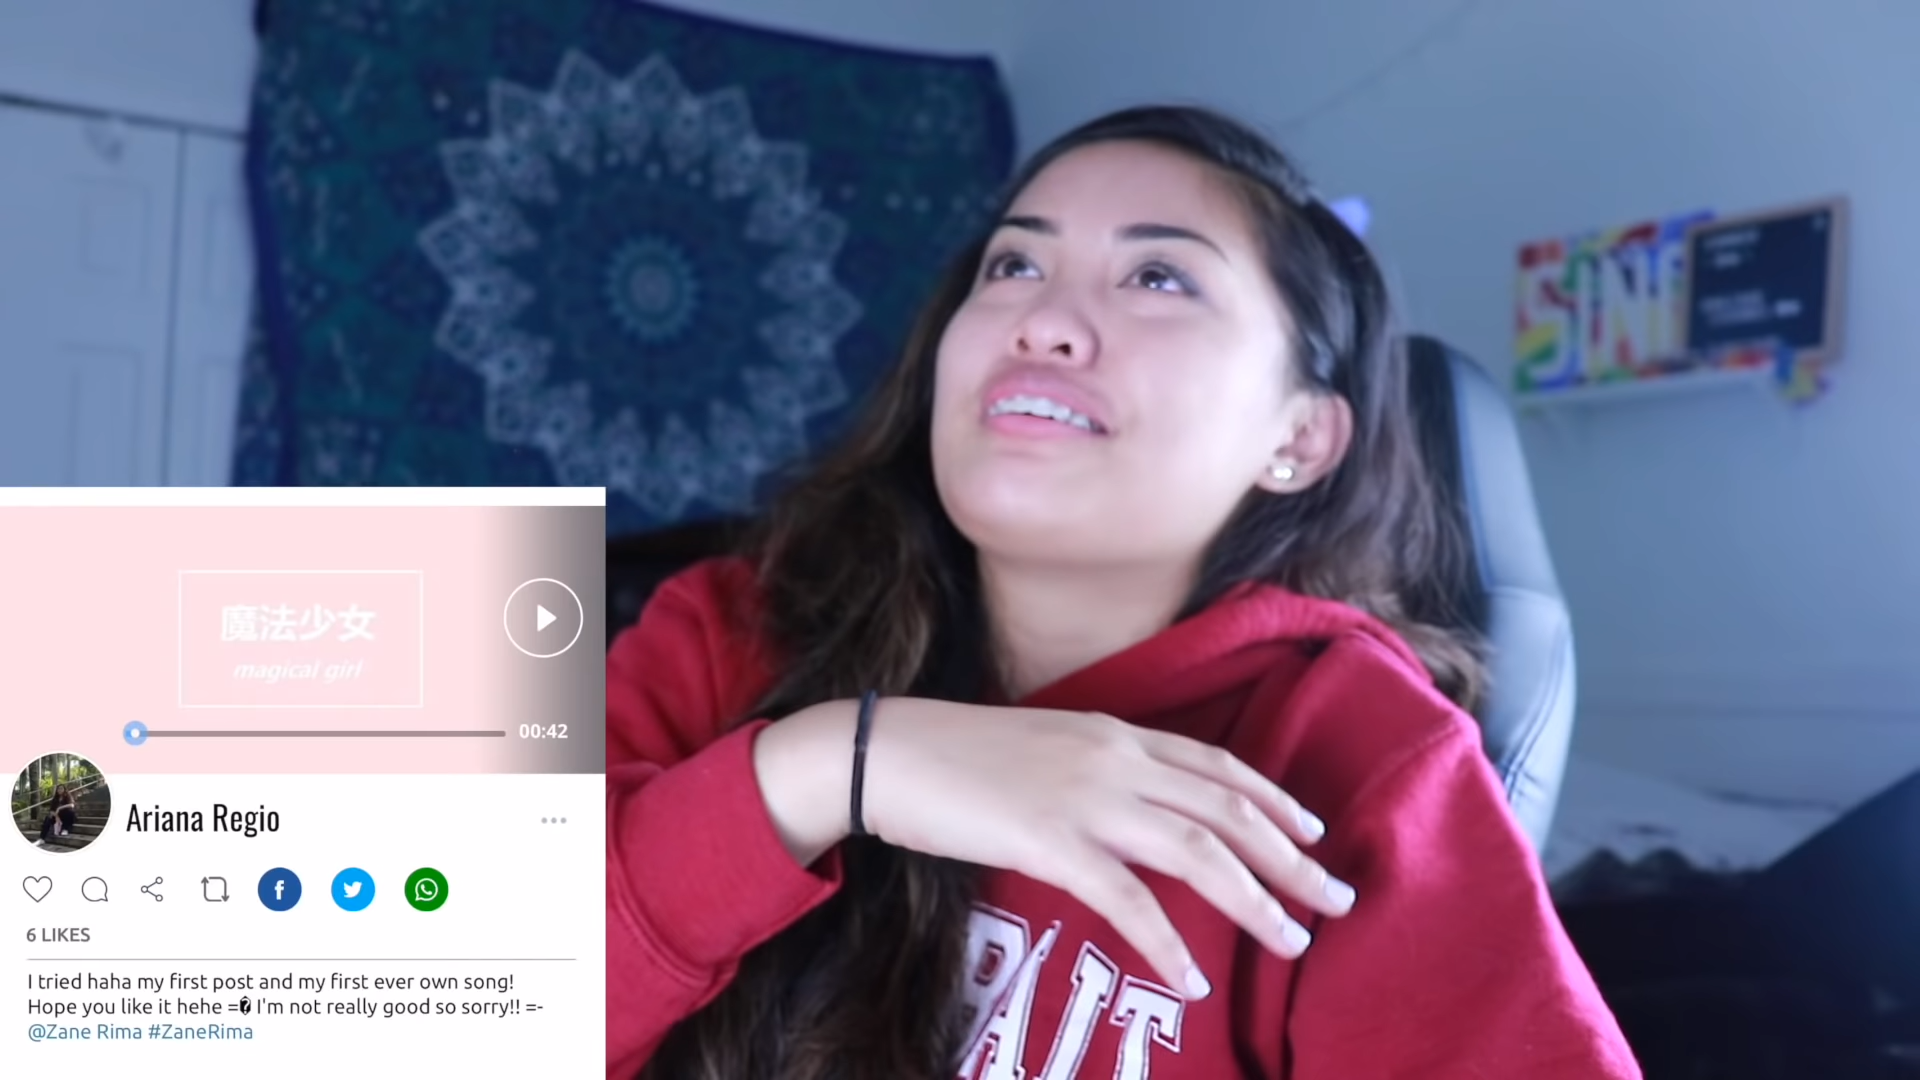 SING
魔法少女
magical girl
00:42
Ariana Regio
6 LIKES
I tried haha my first post and my first ever own song!
Hope you like it hehe =� I'm not really good so sorry!! =-
@Zane Rima #ZaneRima